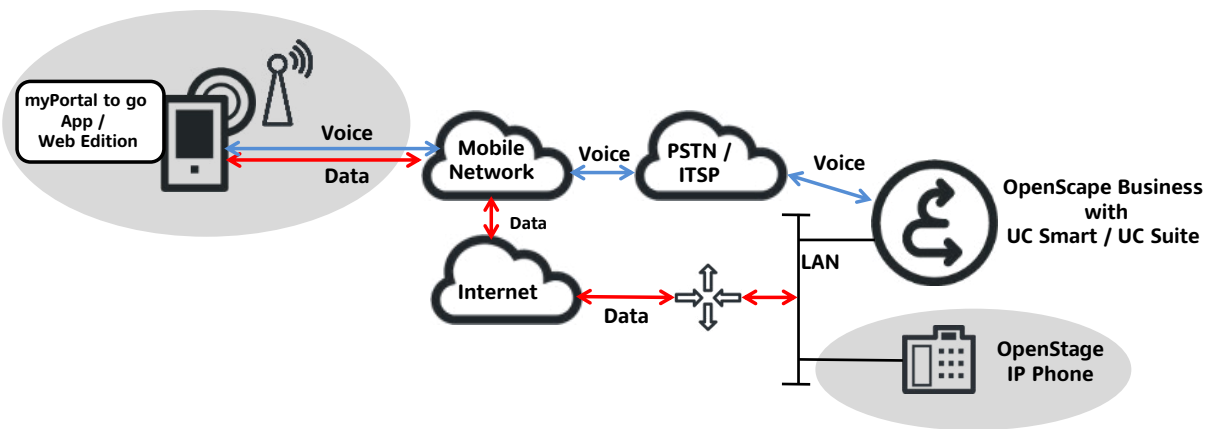 myPortal to go
App /
Web Edition
Voice
Data
Mobile
Network
Voice
PSTN /
ITSP
Voice
OpenScape Business
with
UC Smart / UC Suite
Data
LAN
Internet
Data
OpenStage
IP Phone